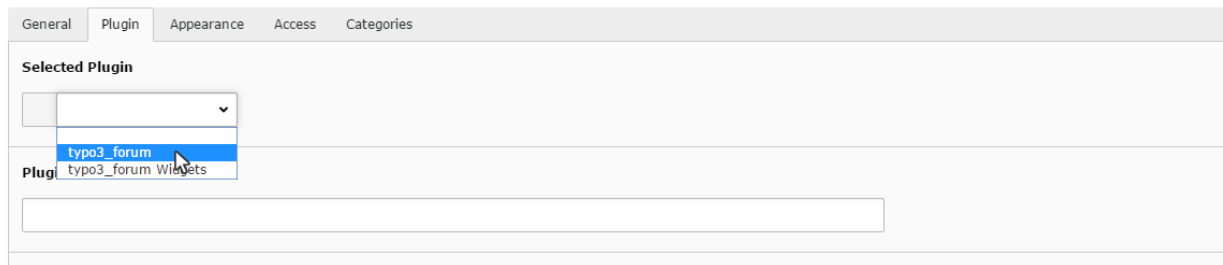 General Plugin Appearance Access Categories
Selected Plugin
typo3_forum
typo3_forum Widgets